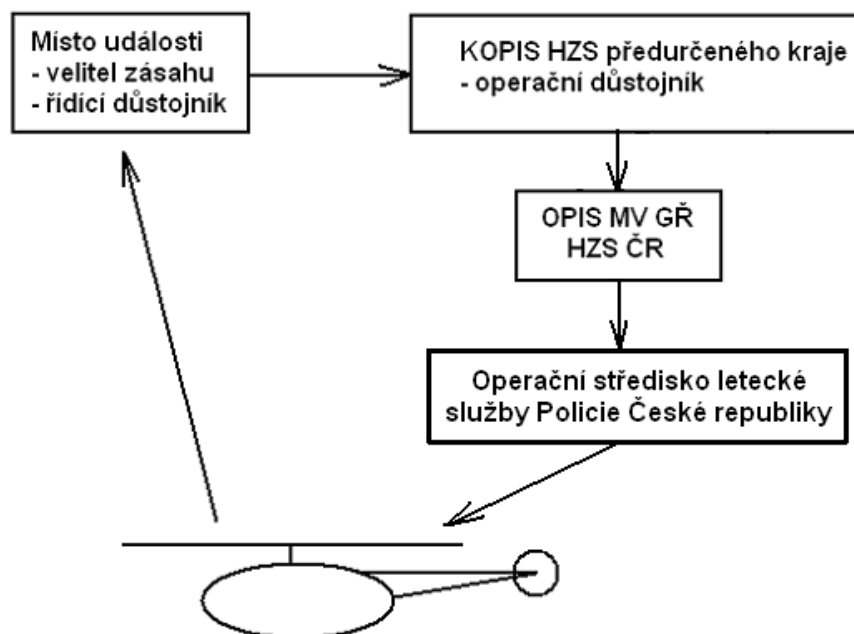 Místo události
- velitel zásahu
- řídící důstojník
KOPIS HZS předurčeného kraje
- operační důstojník
OPIS MV GŘ
HZS ČR
Operační středisko letecké
služby Policie České republiky